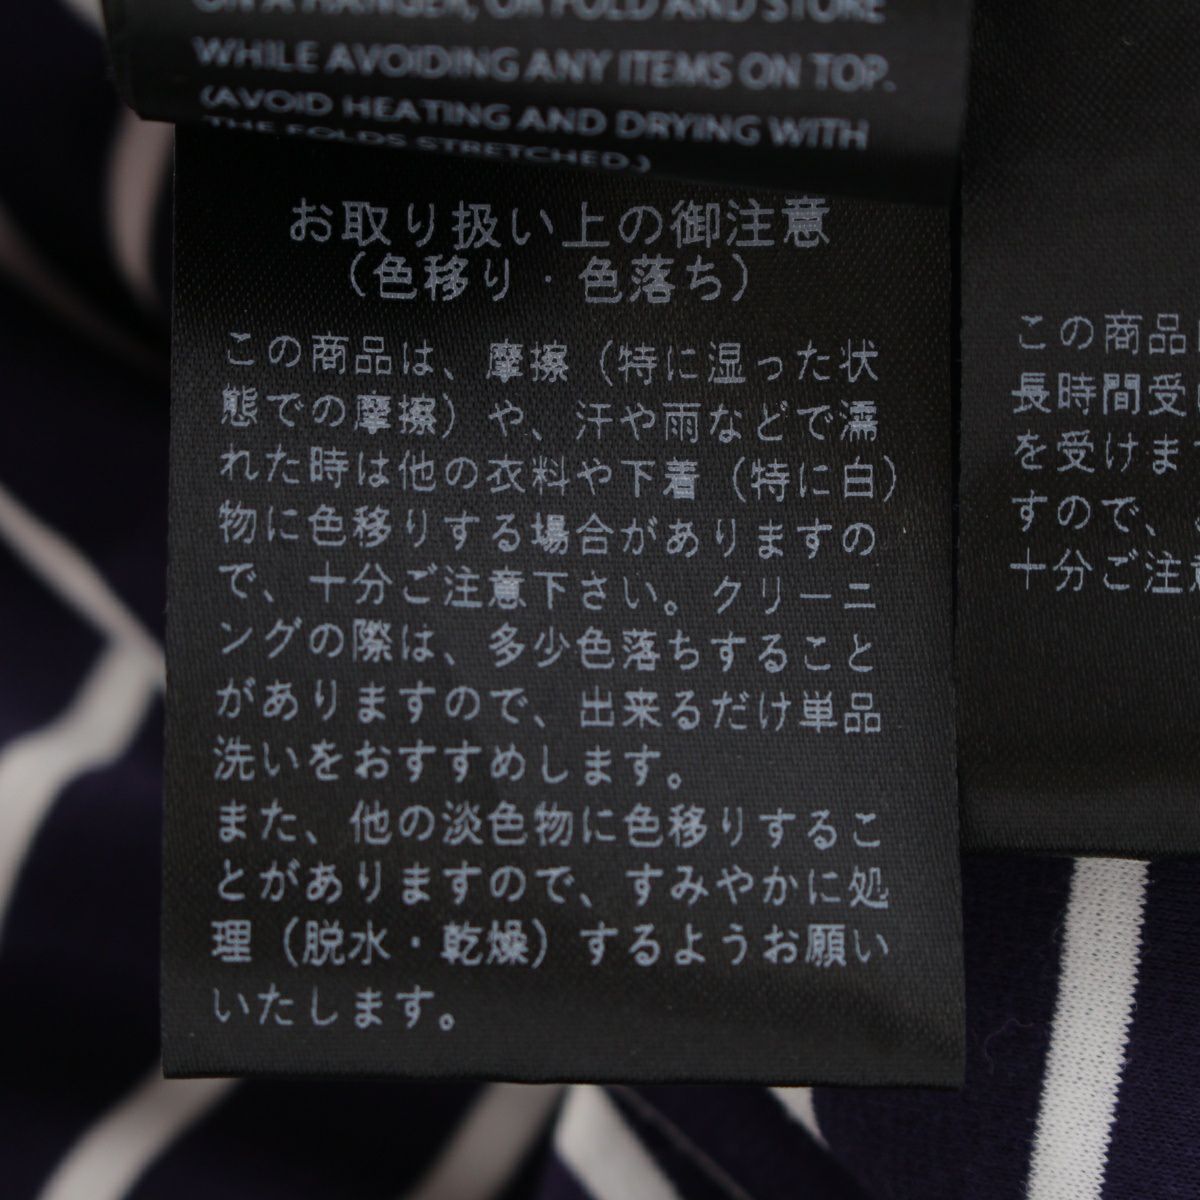 ON A HANGER, OR FOLD AND STORE
WHILE AVOIDING ANY ITEMS ON TOP.
(AVOID HEATING AND DRYING WITH
THE FOLDS STRETCHED.)
お取り扱い上の御注意
（色移り・色落ち）
この商品は、摩擦（特に湿った状
態での摩擦）や、汗や雨などで濡
れた時は他の衣料や下着（特に白）
物に色移りする場合がありますの
で、十分ご注意下さい。クリーニ
ングの際は、多少色落ちすること
がありますので、出来るだけ単品
洗いをおすすめします。
また、他の淡色物に色移りするこ
とがありますので、すみやかに処
理（脱水・乾燥）するようお願い
いたします。
この商品
長時間受
を受けま
すので、
十分ご注